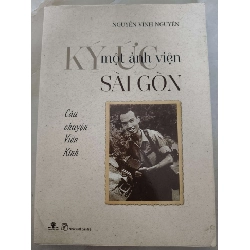 NGUYỄN VĨNH NGUYÊN
KÝ ỨC
một ảnh viện
SÀI GÒN
Câu
chuyện
Viễn
Kính